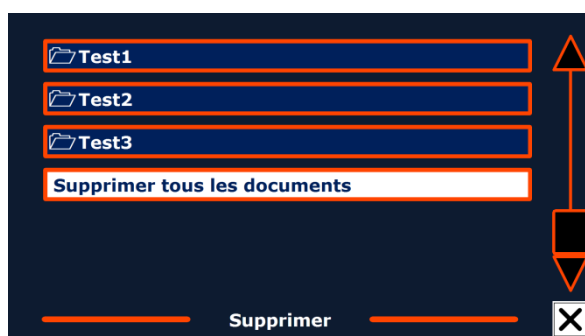 Test1
Test2
Test3
Supprimer tous les documents
Supprimer